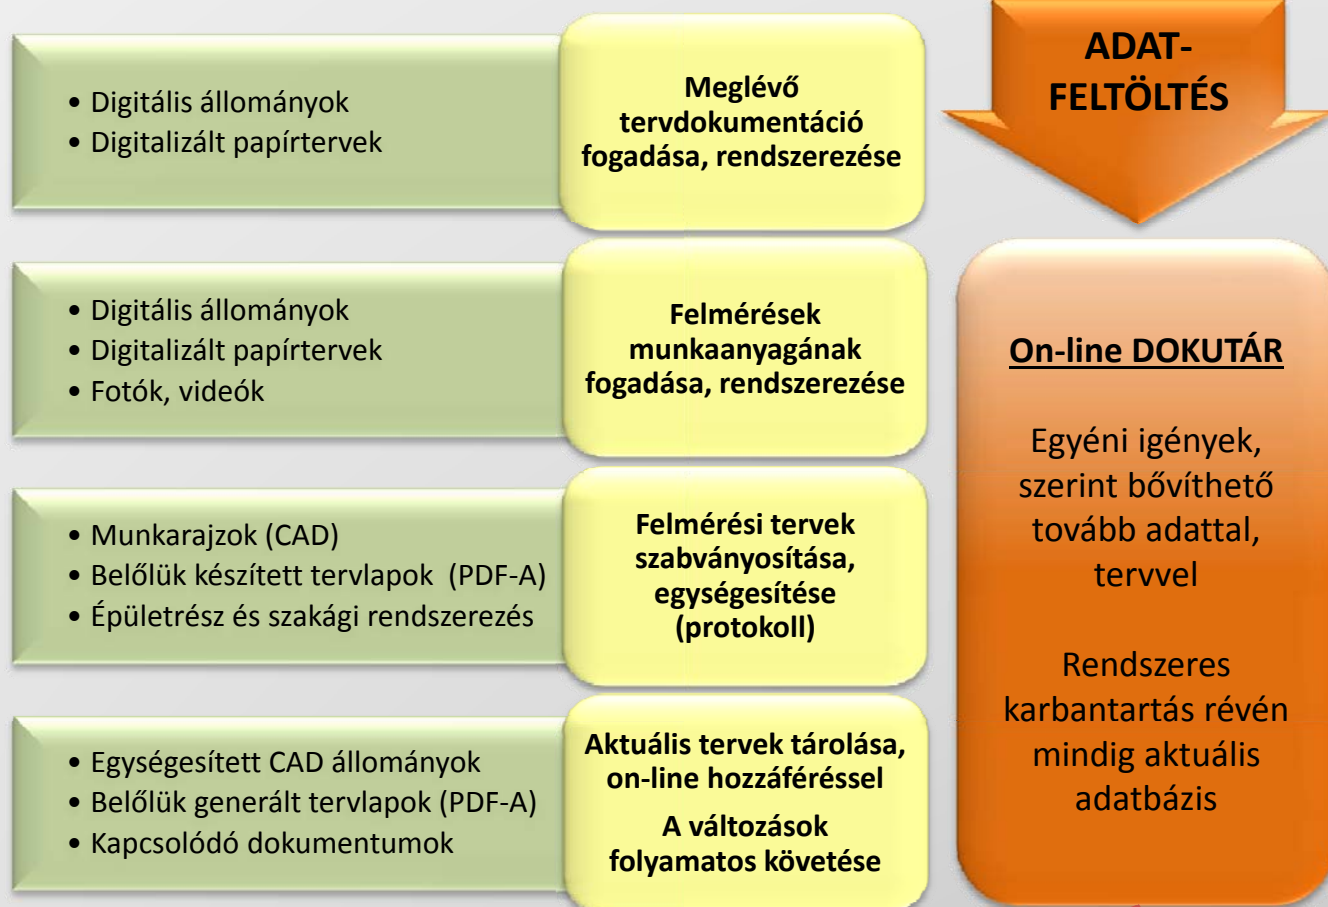 • Digitális állományok
• Digitalizált papírtervek
Meglévő
tervdokumentáció
fogadása, rendszerezése
• Digitális állományok
• Digitalizált papírtervek
• Fotók, videók
Felmérések
munkaanyagának
fogadása, rendszerezése
• Munkarajzok (CAD)
• Belőlük készített tervlapok (PDF-A)
• Épületrész és szakági rendszerezés
Felmérési tervek
szabványosítása,
egységesítése
(protokoll)
• Egységesített CAD állományok
• Belőlük generált tervlapok (PDF-A)
• Kapcsolódó dokumentumok
Aktuális tervek tárolása,
on-line hozzáféréssel
A változások
folyamatos követése
ADAT-
FELTÖLTÉS
On-line DOKUTÁR
Egyéni igények,
szerint bővíthető
tovább adattal,
tervvel
Rendszeres
karbantartás révén
mindig aktuális
adatbázis